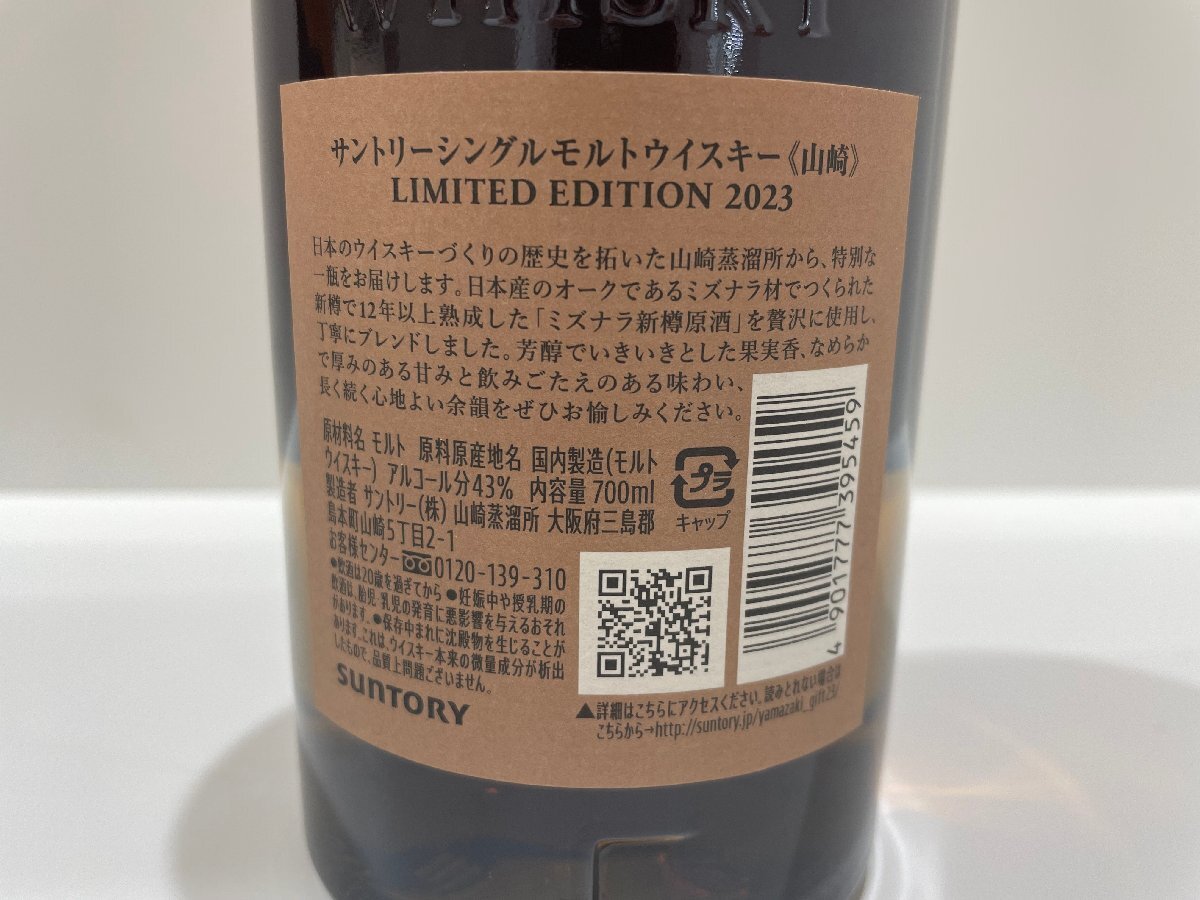 WHISKY
サントリーシングルモルトウイスキー《山崎》
LIMITED EDITION 2023
日本のウイスキーづくりの歴史を拓いた山崎蒸溜所から、特別な
一瓶をお届けします。日本産のオークであるミズナラ材でつくられた
新樽で12年以上熟成した「ミズナラ新樽原酒」を贅沢に使用し、
丁寧にブレンドしました。芳醇でいきいきとした果実香、なめらか
で厚みのある甘みと飲みごたえのある味わい、
長く続く心地よい余韻をぜひお愉しみください。
原材料名 モルト 原料原産地名 国内製造(モルト
ウイスキー) アルコール分43% 内容量700ml
製造者 サントリー(株) 山崎蒸溜所 大阪府三島郡
島本町山崎5丁目2-1
お客様センター 0120-139-310
●飲酒は20歳を過ぎてから ●妊娠中や授乳期の
飲酒は、胎児・乳児の発育に悪影響を与えるおそれ
があります。 ●保存中まれに沈殿物を生じることが
あります。これは、ウイスキー本来の微量成分が析出
したもので、品質上問題ございません。
SUNTORY
プラ
キャップ
4 901777 395459
▲詳細はこちらにアクセスください。読みとれない場合は
こちらから→http://suntory.jp/yamazaki_gift23/